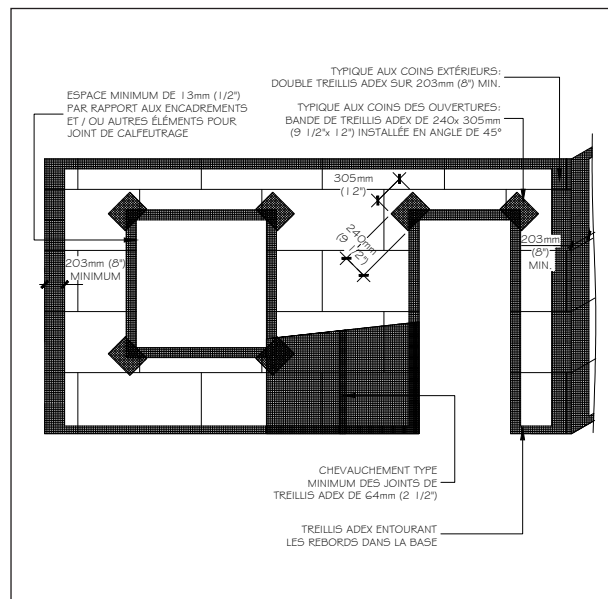 TYPIQUE AUX COINS EXTÉRIEURS:
DOUBLE TREILLIS ADEX SUR 203mm (8") MIN.
ESPACE MINIMUM DE 13mm (1/2")
PAR RAPPORT AUX ENCADREMENTS
ET / OU AUTRES ÉLÉMENTS POUR
JOINT DE CALFEUTRAGE
TYPIQUE AUX COINS DES OUVERTURES:
BANDE DE TREILLIS ADEX DE 240x 305mm
(9 1/2"x 12") INSTALLÉE EN ANGLE DE 45°
305mm
(12")
240mm
(9 1/2")
203mm (8")
MINIMUM
203mm
(8")
MIN.
CHEVAUCHEMENT TYPE
MINIMUM DES JOINTS DE
TREILLIS ADEX DE 64mm (2 1/2")
TREILLIS ADEX ENTOURANT
LES REBORDS DANS LA BASE